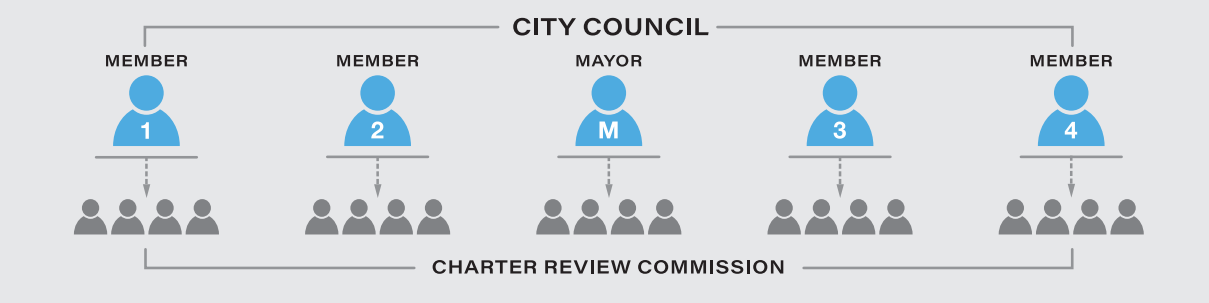 CITY COUNCIL
MEMBER MEMBER MAYOR MEMBER MEMBER
1 2 M 3 4
CHARTER REVIEW COMMISSION